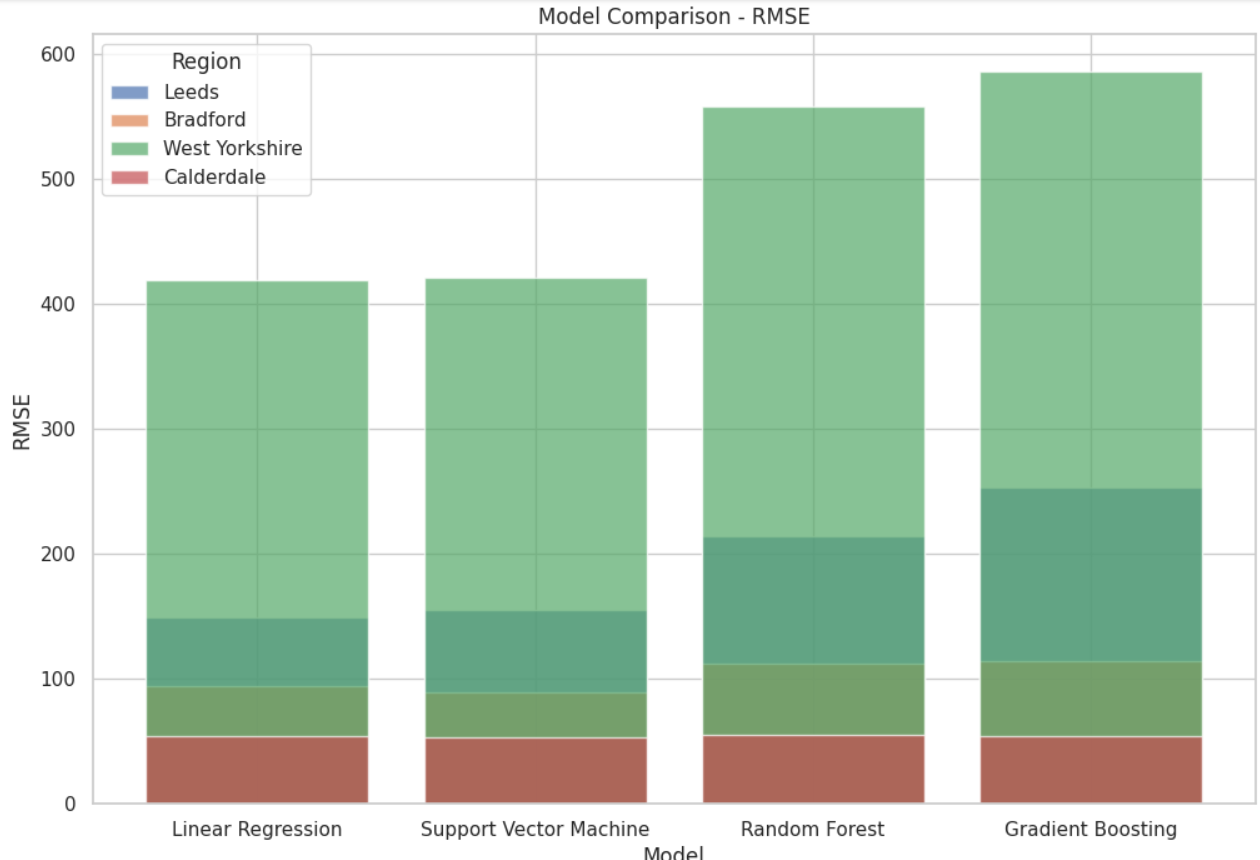 Model Comparison - RMSE
Region
Leeds
Bradford
West Yorkshire
Calderdale
600
500
400
300
200
100
0
RMSE
Linear Regression
Support Vector Machine
Random Forest
Gradient Boosting
Model